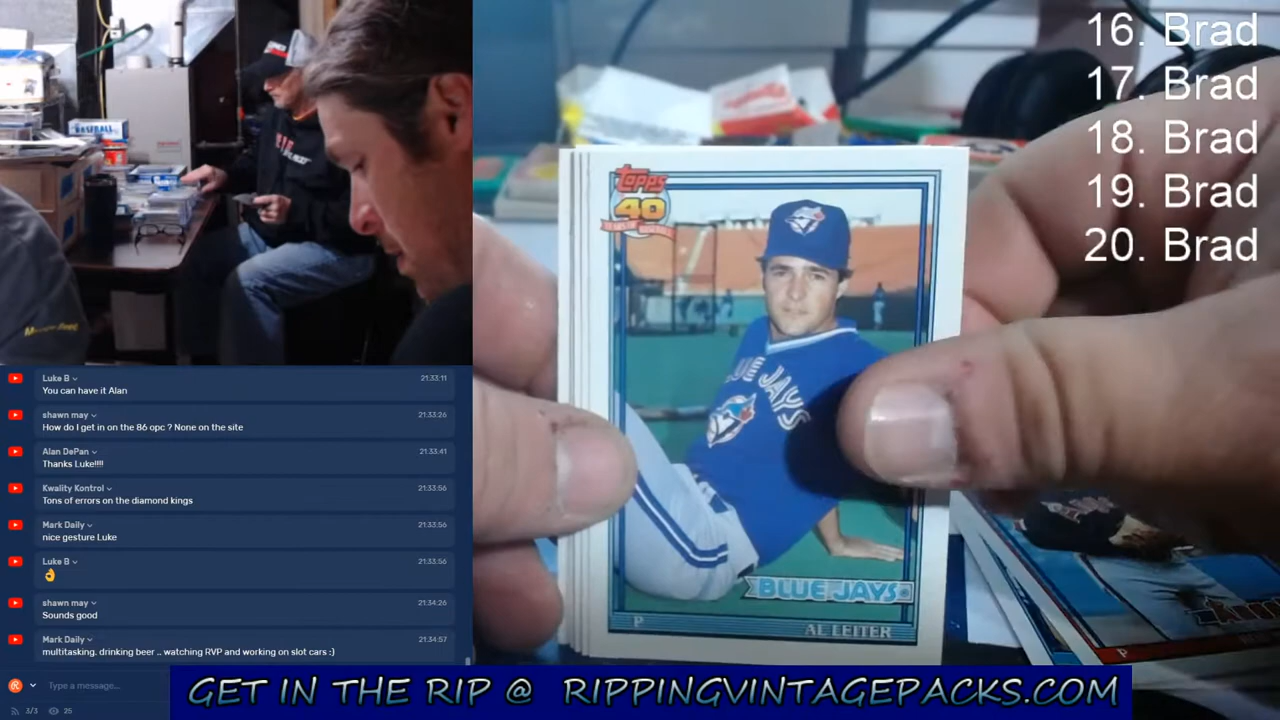 16. Brad
17. Brad
18. Brad
19. Brad
20. Brad
BASEBALL
TOPPS
40
YEARS OF BASEBALL
BLUE JAYS
BLUE JAYS
P
AL LEITER
P
Luke B
21:33:11
You can have it Alan
shawn may
21:33:26
How do I get in on the 86 opc ? None on the site
Alan DePan
21:33:41
Thanks Luke!!!!
Kwality Kontrol
21:33:56
Tons of errors on the diamond kings
Mark Daily
21:33:56
nice gesture Luke
Luke B
21:33:56
👌
shawn may
21:34:26
Sounds good
Mark Daily
21:34:57
multitasking. drinking beer .. watching RVP and working on slot cars :)
Type a message...
3/3
25
GET IN THE RIP @ RIPPINGVINTAGEPACKS.COM